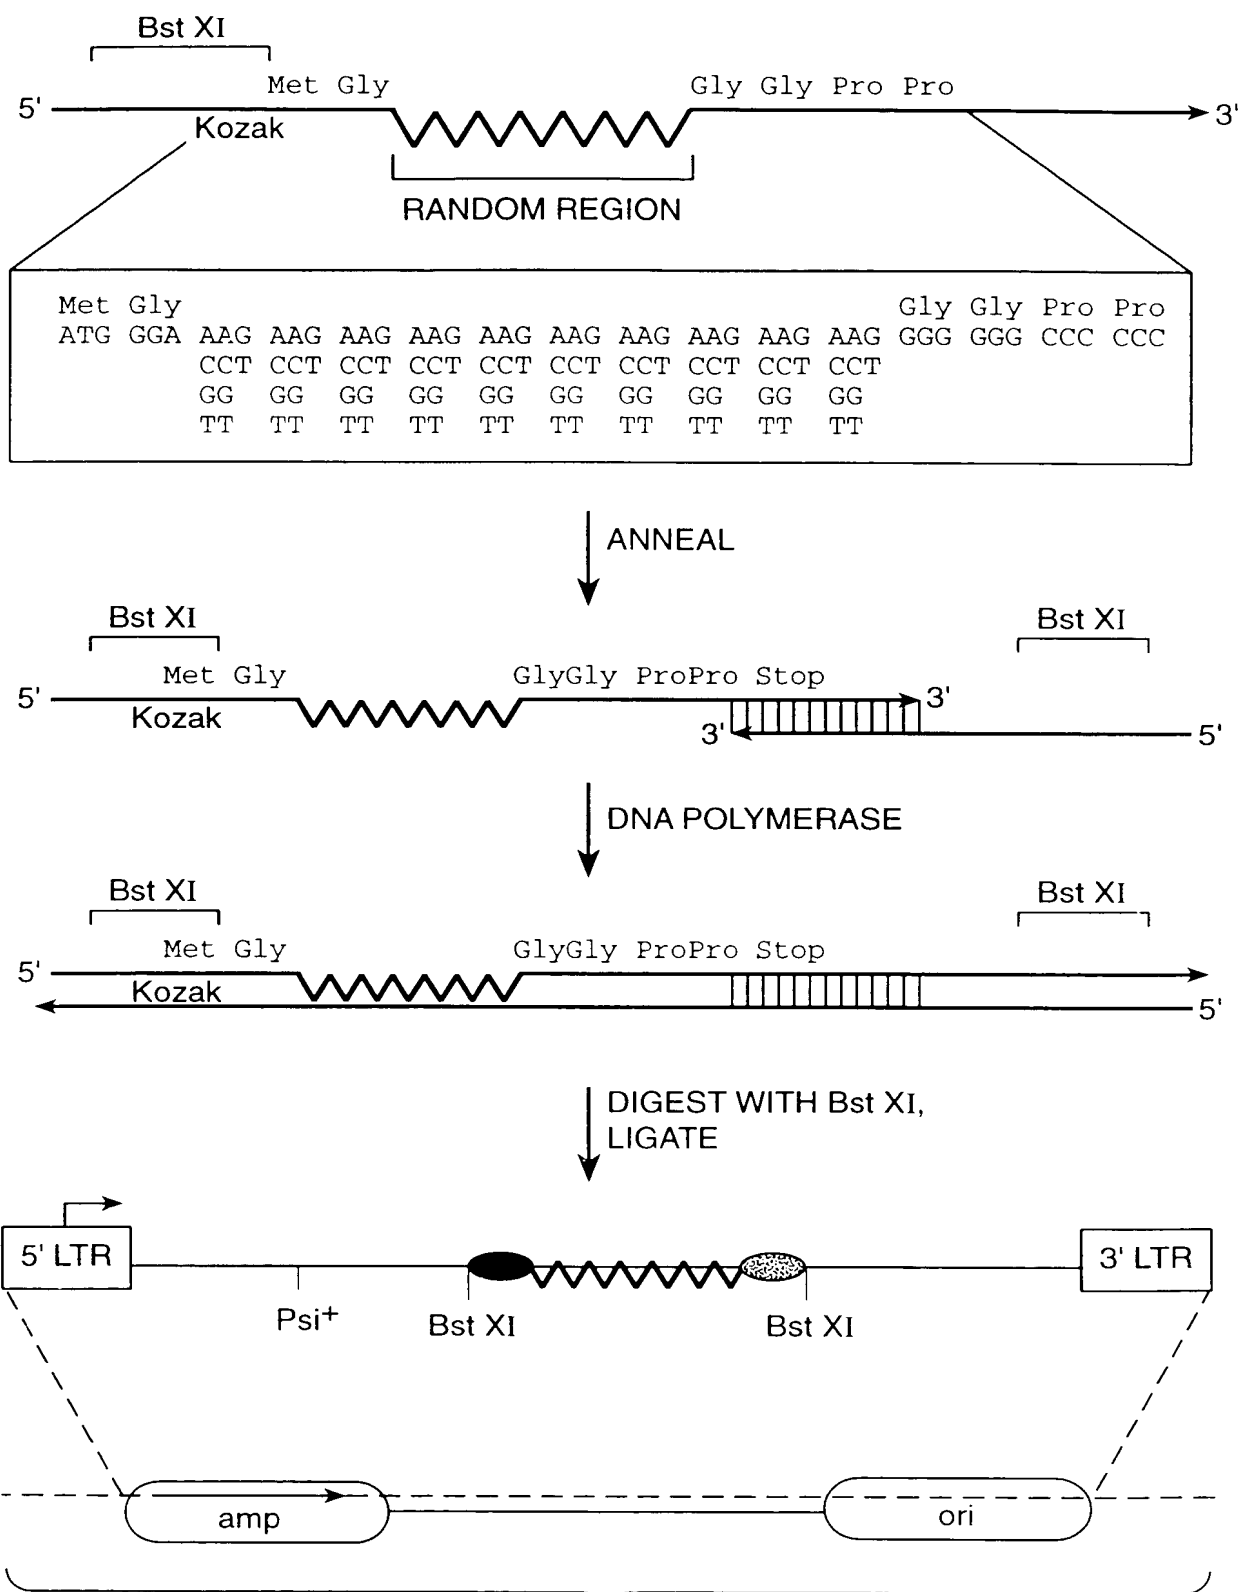 Bst XI
Met Gly Gly Gly Pro Pro
5' 3'
Kozak
RANDOM REGION
Met Gly Gly Gly Pro Pro
ATG GGA AAG AAG AAG AAG AAG AAG AAG AAG AAG AAG GGG GGG CCC CCC
CCT CCT CCT CCT CCT CCT CCT CCT CCT CCT
GG GG GG GG GG GG GG GG GG GG
TT TT TT TT TT TT TT TT TT TT
ANNEAL
Bst XI Bst XI
Met Gly GlyGly ProPro Stop
5' 3'
Kozak
3' 5'
DNA POLYMERASE
Bst XI Bst XI
Met Gly GlyGly ProPro Stop
5'
Kozak
5'
DIGEST WITH Bst XI,
LIGATE
5' LTR 3' LTR
Psi+ Bst XI Bst XI
amp ori